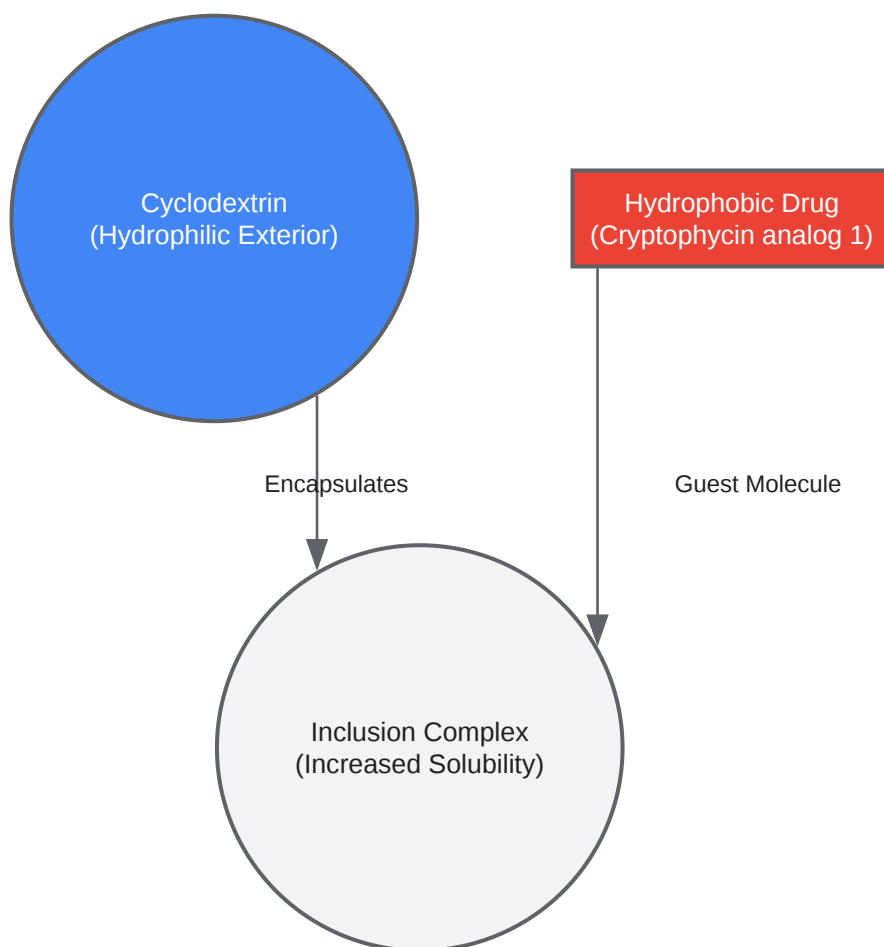 Cyclodextrin
(Hydrophilic Exterior)
Hydrophobic Drug
(Cryptophycin analog 1)
Encapsulates
Guest Molecule
Inclusion Complex
(Increased Solubility)